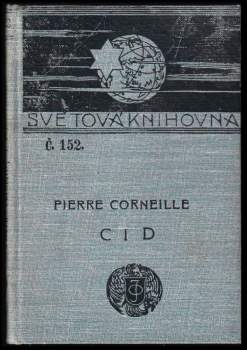 SVĚTOVÁ KNIHOVNA
Č. 152.
PIERRE CORNEILLE
CID